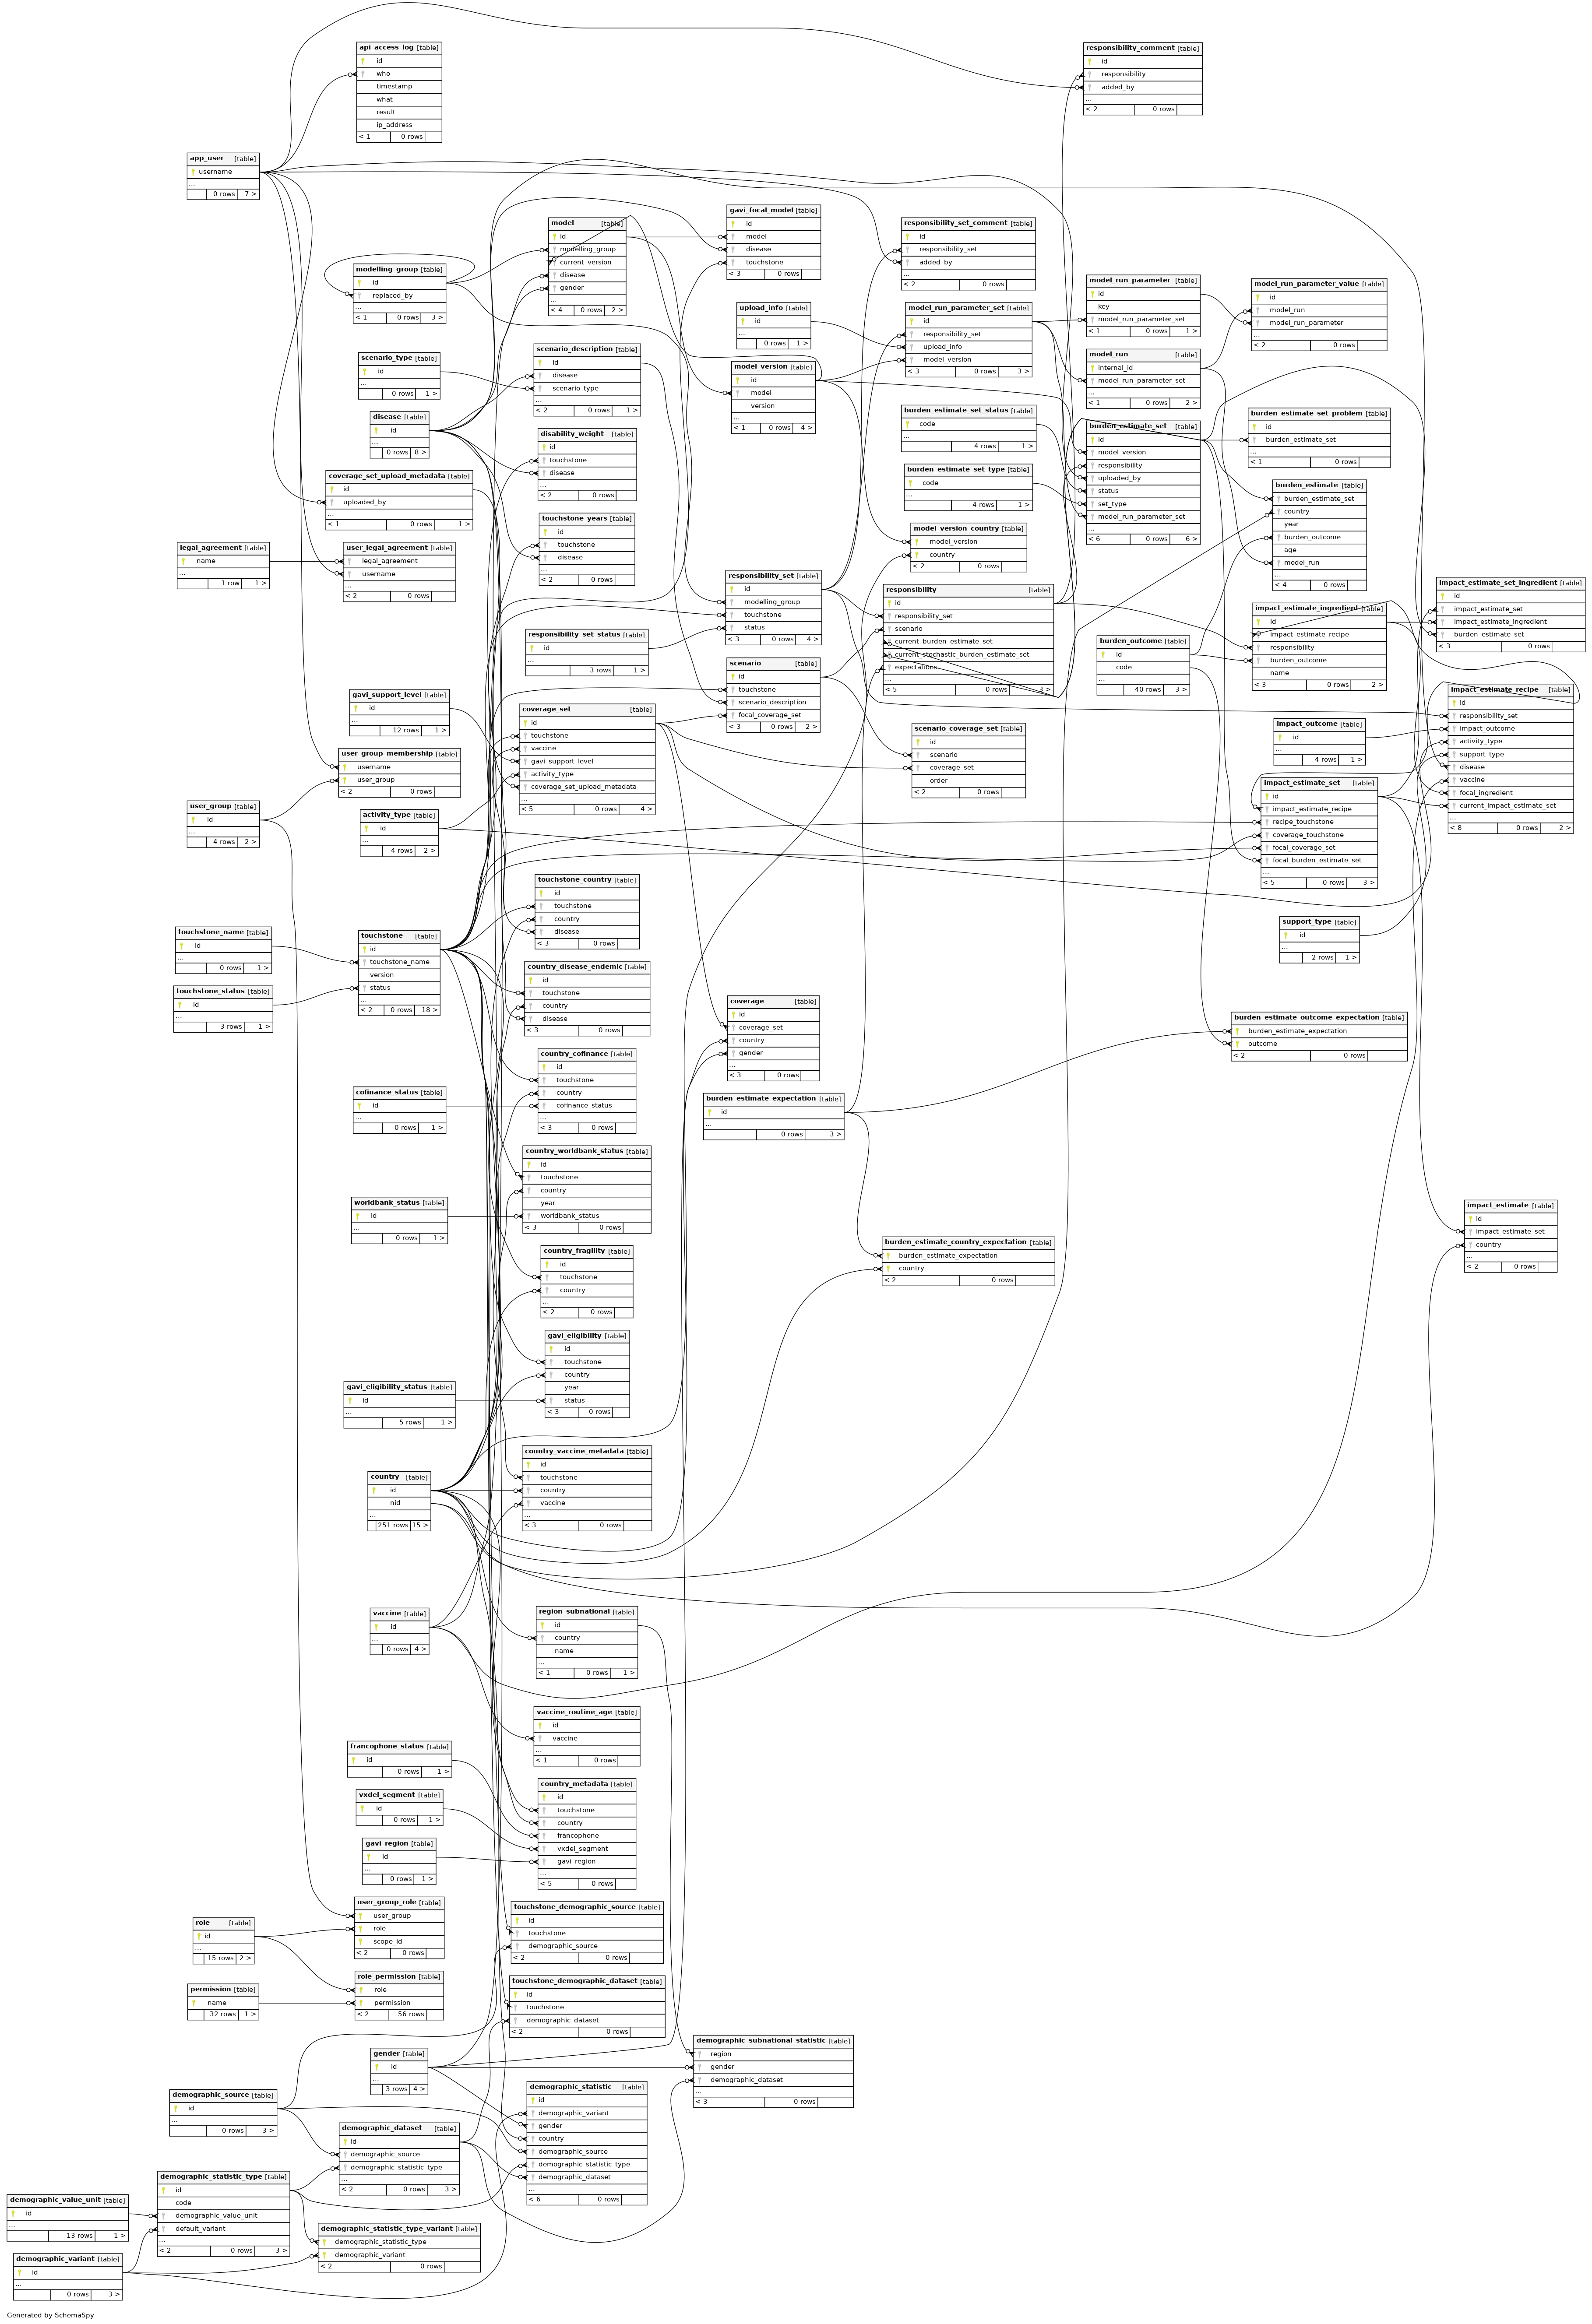 api_access_log [table]
id
who
timestamp
what
result
ip_address
< 1 0 rows
responsibility_comment [table]
id
responsibility
added_by
...
< 2 0 rows
app_user [table]
username
...
0 rows 7 >
modelling_group [table]
id
replaced_by
...
< 1 0 rows 3 >
model [table]
id
modelling_group
current_version
disease
gender
...
< 4 0 rows 2 >
gavi_focal_model [table]
id
model
disease
touchstone
...
< 3 0 rows
responsibility_set_comment [table]
id
responsibility_set
added_by
...
< 2 0 rows
upload_info [table]
id
...
0 rows 1 >
model_run_parameter_set [table]
id
responsibility_set
upload_info
model_version
...
< 3 0 rows 3 >
model_run_parameter [table]
id
key
model_run_parameter_set
< 1 0 rows 1 >
model_run_parameter_value [table]
id
model_run
model_run_parameter
...
< 2 0 rows
scenario_type [table]
id
...
0 rows 1 >
scenario_description [table]
id
disease
scenario_type
...
< 2 0 rows 1 >
model_version [table]
id
model
version
...
< 1 0 rows 4 >
model_run [table]
internal_id
model_run_parameter_set
...
< 1 0 rows 2 >
disease [table]
id
...
0 rows 8 >
disability_weight [table]
id
touchstone
disease
...
< 2 0 rows
burden_estimate_set_status [table]
code
...
4 rows 1 >
burden_estimate_set [table]
id
model_version
responsibility
uploaded_by
status
set_type
model_run_parameter_set
...
< 6 0 rows 6 >
burden_estimate_set_problem [table]
id
burden_estimate_set
...
< 1 0 rows
coverage_set_upload_metadata [table]
id
uploaded_by
...
< 1 0 rows 1 >
burden_estimate_set_type [table]
code
...
4 rows 1 >
burden_estimate [table]
burden_estimate_set
country
year
burden_outcome
age
model_run
...
< 4 0 rows
legal_agreement [table]
name
...
1 row 1 >
user_legal_agreement [table]
legal_agreement
username
...
< 2 0 rows
touchstone_years [table]
id
touchstone
disease
...
< 2 0 rows
model_version_country [table]
model_version
country
< 2 0 rows
responsibility_set [table]
id
modelling_group
touchstone
status
...
< 3 0 rows 4 >
responsibility [table]
id
responsibility_set
scenario
current_burden_estimate_set
current_stochastic_burden_estimate_set
expectations
...
< 5 0 rows 3 >
impact_estimate_set_ingredient [table]
id
impact_estimate_set
impact_estimate_ingredient
burden_estimate_set
< 3 0 rows
responsibility_set_status [table]
id
...
3 rows 1 >
burden_outcome [table]
id
code
...
40 rows 3 >
impact_estimate_ingredient [table]
id
impact_estimate_recipe
responsibility
burden_outcome
name
< 3 0 rows 2 >
scenario [table]
id
touchstone
scenario_description
focal_coverage_set
< 3 0 rows 2 >
gavi_support_level [table]
id
...
12 rows 1 >
coverage_set [table]
id
touchstone
vaccine
gavi_support_level
activity_type
coverage_set_upload_metadata
...
< 5 0 rows 4 >
scenario_coverage_set [table]
id
scenario
coverage_set
order
< 2 0 rows
impact_outcome [table]
id
...
4 rows 1 >
impact_estimate_recipe [table]
id
responsibility_set
impact_outcome
activity_type
support_type
disease
vaccine
focal_ingredient
current_impact_estimate_set
...
< 8 0 rows 2 >
user_group_membership [table]
username
user_group
< 2 0 rows
impact_estimate_set [table]
id
impact_estimate_recipe
recipe_touchstone
coverage_touchstone
focal_coverage_set
focal_burden_estimate_set
...
< 5 0 rows 3 >
user_group [table]
id
...
4 rows 2 >
activity_type [table]
id
...
4 rows 2 >
touchstone_country [table]
id
touchstone
country
disease
< 3 0 rows
support_type [table]
id
...
2 rows 1 >
touchstone_name [table]
id
...
0 rows 1 >
touchstone [table]
id
touchstone_name
version
status
...
< 2 0 rows 18 >
touchstone_status [table]
id
...
3 rows 1 >
country_disease_endemic [table]
id
touchstone
country
disease
< 3 0 rows
coverage [table]
id
coverage_set
country
gender
...
< 3 0 rows
burden_estimate_outcome_expectation [table]
burden_estimate_expectation
outcome
< 2 0 rows
country_cofinance [table]
id
touchstone
country
cofinance_status
...
< 3 0 rows
cofinance_status [table]
id
...
0 rows 1 >
burden_estimate_expectation [table]
id
...
0 rows 3 >
country_worldbank_status [table]
id
touchstone
country
year
worldbank_status
< 3 0 rows
worldbank_status [table]
id
...
0 rows 1 >
impact_estimate [table]
id
impact_estimate_set
country
...
< 2 0 rows
country_fragility [table]
id
touchstone
country
...
< 2 0 rows
burden_estimate_country_expectation [table]
burden_estimate_expectation
country
< 2 0 rows
gavi_eligibility [table]
id
touchstone
country
year
status
< 3 0 rows
gavi_eligibility_status [table]
id
...
5 rows 1 >
country_vaccine_metadata [table]
id
touchstone
country
vaccine
...
< 3 0 rows
country [table]
id
nid
...
251 rows 15 >
vaccine [table]
id
...
0 rows 4 >
region_subnational [table]
id
country
name
...
< 1 0 rows 1 >
vaccine_routine_age [table]
id
vaccine
...
< 1 0 rows
francophone_status [table]
id
0 rows 1 >
vxdel_segment [table]
id
0 rows 1 >
gavi_region [table]
id
...
0 rows 1 >
country_metadata [table]
id
touchstone
country
francophone
vxdel_segment
gavi_region
...
< 5 0 rows
user_group_role [table]
user_group
role
scope_id
< 2 0 rows
role [table]
id
...
15 rows 2 >
touchstone_demographic_source [table]
id
touchstone
demographic_source
< 2 0 rows
role_permission [table]
role
permission
< 2 56 rows
permission [table]
name
32 rows 1 >
touchstone_demographic_dataset [table]
id
touchstone
demographic_dataset
< 2 0 rows
gender [table]
id
...
3 rows 4 >
demographic_subnational_statistic [table]
region
gender
demographic_dataset
...
< 3 0 rows
demographic_source [table]
id
...
0 rows 3 >
demographic_statistic [table]
id
demographic_variant
gender
country
demographic_source
demographic_statistic_type
demographic_dataset
...
< 6 0 rows
demographic_dataset [table]
id
demographic_source
demographic_statistic_type
...
< 2 0 rows 3 >
demographic_statistic_type [table]
id
code
demographic_value_unit
default_variant
...
< 2 0 rows 3 >
demographic_value_unit [table]
id
...
13 rows 1 >
demographic_statistic_type_variant [table]
demographic_statistic_type
demographic_variant
< 2 0 rows
demographic_variant [table]
id
...
0 rows 3 >
Generated by SchemaSpy